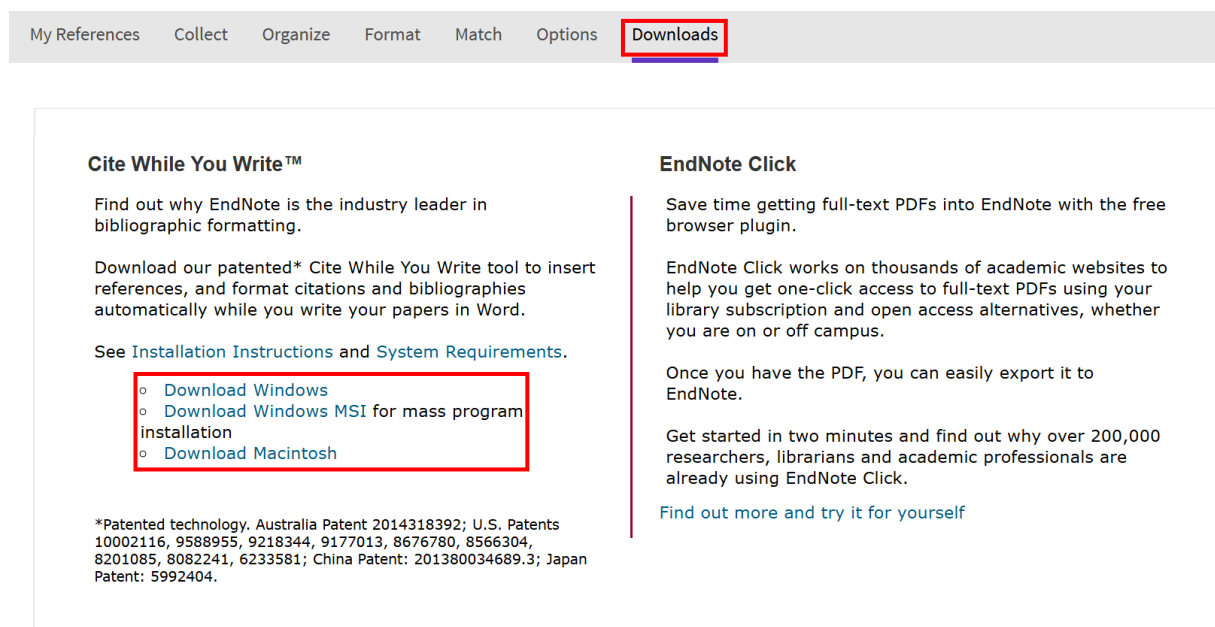 My References Collect Organize Format Match Options Downloads
Cite While You Write™
Find out why EndNote is the industry leader in
bibliographic formatting.
Download our patented* Cite While You Write tool to insert
references, and format citations and bibliographies
automatically while you write your papers in Word.
See Installation Instructions and System Requirements.
Download Windows
Download Windows MSI for mass program
installation
Download Macintosh
*Patented technology. Australia Patent 2014318392; U.S. Patents
10002116, 9588955, 9218344, 9177013, 8676780, 8566304,
8201085, 8082241, 6233581; China Patent: 201380034689.3; Japan
Patent: 5992404.
EndNote Click
Save time getting full-text PDFs into EndNote with the free
browser plugin.
EndNote Click works on thousands of academic websites to
help you get one-click access to full-text PDFs using your
library subscription and open access alternatives, whether
you are on or off campus.
Once you have the PDF, you can easily export it to
EndNote.
Get started in two minutes and find out why over 200,000
researchers, librarians and academic professionals are
already using EndNote Click.
Find out more and try it for yourself